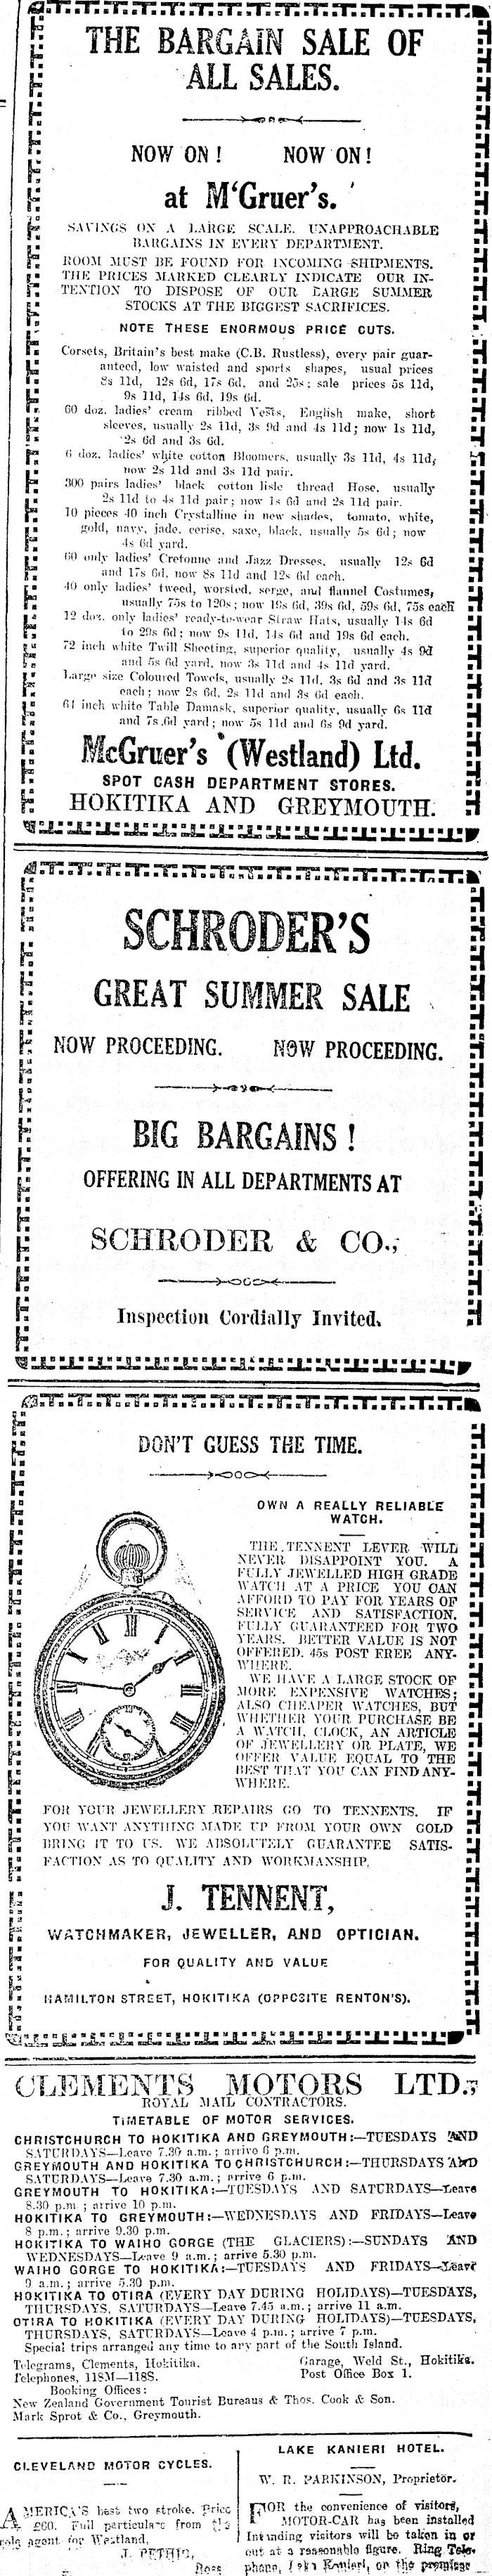 THE BARGAIN SALE OF
ALL SALES.
NOW ON ! NOW ON !
at M'Gruer's.
SAVINGS ON A LARGE SCALE. UNAPPROACHABLE
BARGAINS IN EVERY DEPARTMENT.
ROOM MUST BE FOUND FOR INCOMING SHIPMENTS.
THE PRICES MARKED CLEARLY INDICATE OUR IN-
TENTION TO DISPOSE OF OUR LARGE SUMMER
STOCKS AT THE BIGGEST SACRIFICES.
NOTE THESE ENORMOUS PRICE CUTS.
Corsets, Britain's best make (C.B. Rustless), every pair guar-
anteed, low waisted and sports shapes, usual prices
8s 11d, 12s 6d, 17s 6d, and 25s; sale prices 5s 11d,
9s 11d, 14s 6d, 19s 6d.
60 doz. ladies' cream ribbed Vests, English make, short
sleeves, usually 2s 11d, 3s 9d and 4s 11d; now 1s 11d,
2s 6d and 3s 6d.
6 doz. ladies' white cotton Bloomers, usually 3s 11d, 4s 11d,
now 2s 11d and 3s 11d pair.
300 pairs ladies' black cotton lisle thread Hose, usually
2s 11d to 4s 11d pair; now 1s 6d and 2s 11d pair.
10 pieces 40 inch Crystalline in new shades, tomato, white,
gold, navy, jade, cerise, saxe, black, usually 5s 6d; now
4s 6d yard.
60 only ladies' Cretonne and Jazz Dresses, usually 12s 6d
and 17s 6d, now 8s 11d and 12s 6d each.
40 only ladies' tweed, worsted, serge, and flannel Costumes,
usually 75s to 120s; now 19s 6d, 39s 6d, 59s 6d, 75s each
12 doz. only ladies' ready-to-wear Straw Hats, usually 14s 6d
to 29s 6d; now 9s 11d, 14s 6d and 19s 6d each.
72 inch white Twill Sheeting, superior quality, usually 4s 9d
and 5s 6d yard, now 3s 11d and 4s 11d yard.
Large size Coloured Towels, usually 2s 11d, 3s 6d and 3s 11d
each; now 2s 6d, 2s 11d and 3s 6d each.
64 inch white Table Damask, superior quality, usually 6s 11d
and 7s 6d yard; now 5s 11d and 6s 9d yard.
McGruer's (Westland) Ltd.
SPOT CASH DEPARTMENT STORES.
HOKITIKA AND GREYMOUTH.
SCHRODER'S
GREAT SUMMER SALE
NOW PROCEEDING. NOW PROCEEDING.
BIG BARGAINS !
OFFERING IN ALL DEPARTMENTS AT
SCHRODER & CO.,
Inspection Cordially Invited.
DON'T GUESS THE TIME.
OWN A REALLY RELIABLE
WATCH.
THE TENNENT LEVER WILL
NEVER DISAPPOINT YOU. A
FULLY JEWELLED HIGH GRADE
WATCH AT A PRICE YOU CAN
AFFORD TO PAY FOR YEARS OF
SERVICE AND SATISFACTION.
FULLY GUARANTEED FOR TWO
YEARS. BETTER VALUE IS NOT
OFFERED. 45s POST FREE ANY-
WHERE.
WE HAVE A LARGE STOCK OF
MORE EXPENSIVE WATCHES;
ALSO CHEAPER WATCHES, BUT
WHETHER YOUR PURCHASE BE
A WATCH, CLOCK, AN ARTICLE
OF JEWELLERY OR PLATE, WE
OFFER VALUE EQUAL TO THE
BEST THAT YOU CAN FIND ANY-
WHERE.
FOR YOUR JEWELLERY REPAIRS GO TO TENNENTS. IF
YOU WANT ANYTHING MADE UP FROM YOUR OWN GOLD
BRING IT TO US. WE ABSOLUTELY GUARANTEE SATIS-
FACTION AS TO QUALITY AND WORKMANSHIP.
J. TENNENT,
WATCHMAKER, JEWELLER, AND OPTICIAN.
FOR QUALITY AND VALUE
HAMILTON STREET, HOKITIKA (OPPOSITE RENTON'S).
CLEMENTS MOTORS LTD.,
ROYAL MAIL CONTRACTORS.
TIMETABLE OF MOTOR SERVICES.
CHRISTCHURCH TO HOKITIKA AND GREYMOUTH:—TUESDAYS AND
SATURDAYS—Leave 7.30 a.m.; arrive 6 p.m.
GREYMOUTH AND HOKITIKA TO CHRISTCHURCH:—THURSDAYS AND
SATURDAYS—Leave 7.30 a.m.; arrive 6 p.m.
GREYMOUTH TO HOKITIKA:—TUESDAYS AND SATURDAYS—Leave
8.30 p.m.; arrive 10 p.m.
HOKITIKA TO GREYMOUTH:—WEDNESDAYS AND FRIDAYS—Leave
8 p.m.; arrive 9.30 p.m.
HOKITIKA TO WAIHO GORGE (THE GLACIERS):—SUNDAYS AND
WEDNESDAYS—Leave 9 a.m.; arrive 5.30 p.m.
WAIHO GORGE TO HOKITIKA:—TUESDAYS AND FRIDAYS—Leave
9 a.m.; arrive 5.30 p.m.
HOKITIKA TO OTIRA (EVERY DAY DURING HOLIDAYS)—TUESDAYS,
THURSDAYS, SATURDAYS—Leave 7.45 a.m.; arrive 11 a.m.
OTIRA TO HOKITIKA (EVERY DAY DURING HOLIDAYS)—TUESDAYS,
THURSDAYS, SATURDAYS—Leave 4 p.m.; arrive 7 p.m.
Special trips arranged any time to any part of the South Island.
Telegrams, Clements, Hokitika. Garage, Weld St., Hokitika.
Telephones, 118M—118S. Post Office Box 1.
Booking Offices:
New Zealand Government Tourist Bureaus & Thos. Cook & Son.
Mark Sprot & Co., Greymouth.
CLEVELAND MOTOR CYCLES.
AMERICA'S best two stroke. Price
£60. Full particulars from the
sole agent for Westland,
J. PETHIG,
Ross
LAKE KANIERI HOTEL.
W. R. PARKINSON, Proprietor.
FOR the convenience of visitors,
MOTOR-CAR has been installed
Intending visitors will be taken in or
out at a reasonable figure. Ring Tele-
phone, Lake Kanieri, or the premises